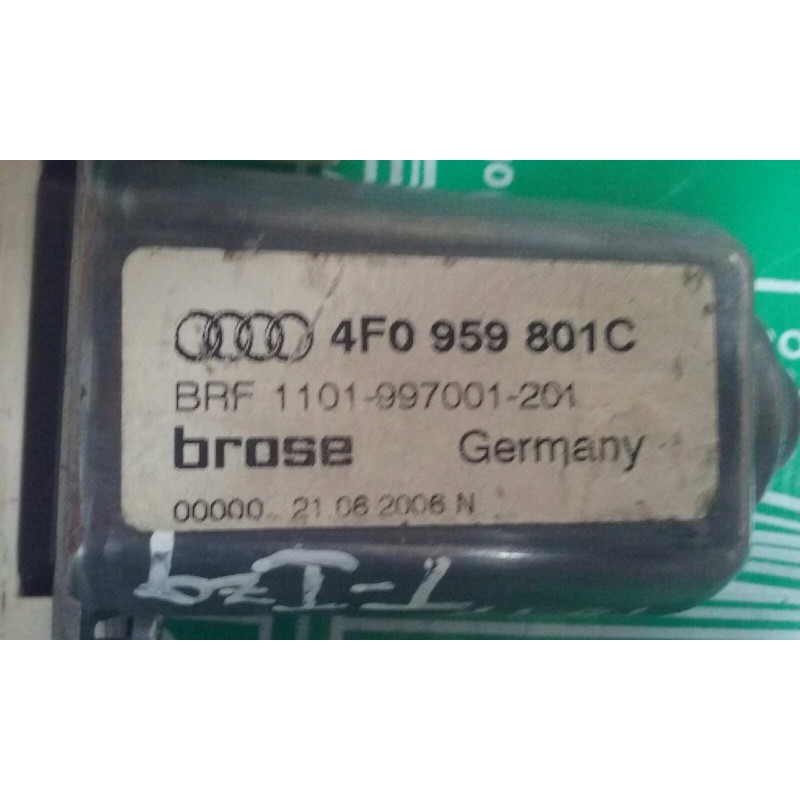 4F0 959 801C
BRF 1101-997001-201
brose Germany
00000 21.06.2006 N